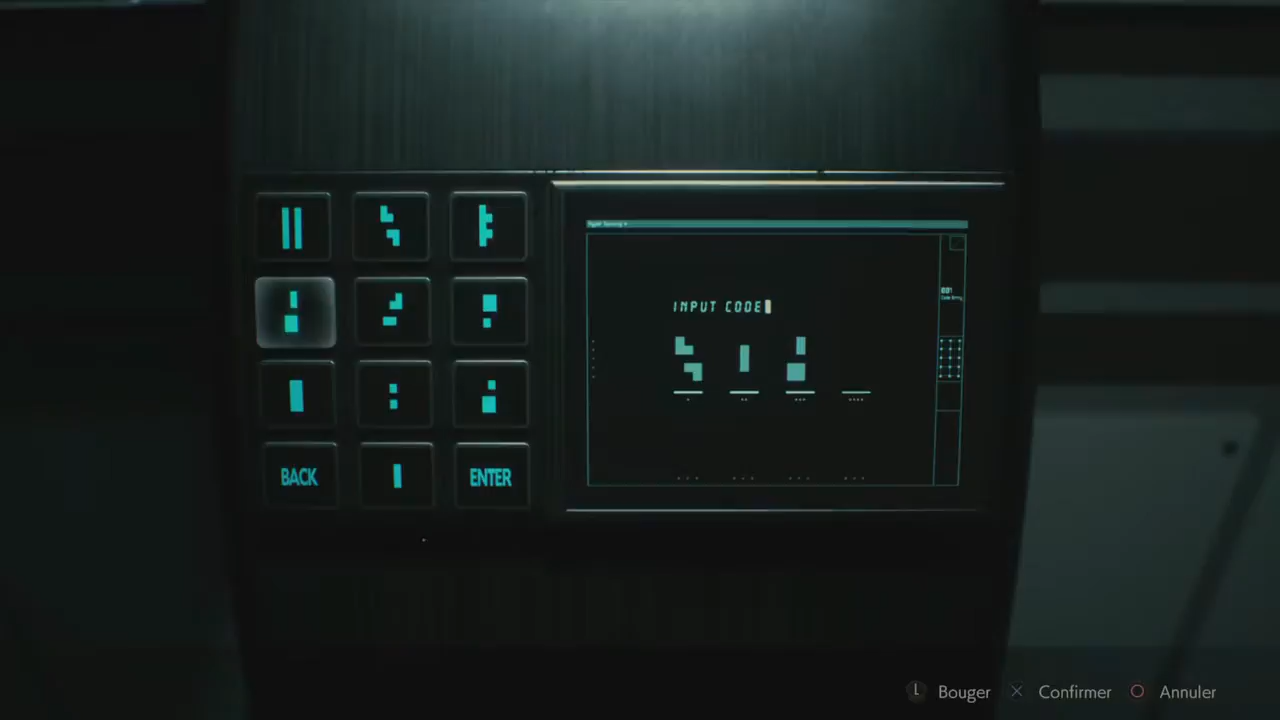 INPUT CODE
BACK
ENTER
L Bouger
Confirmer
Annuler